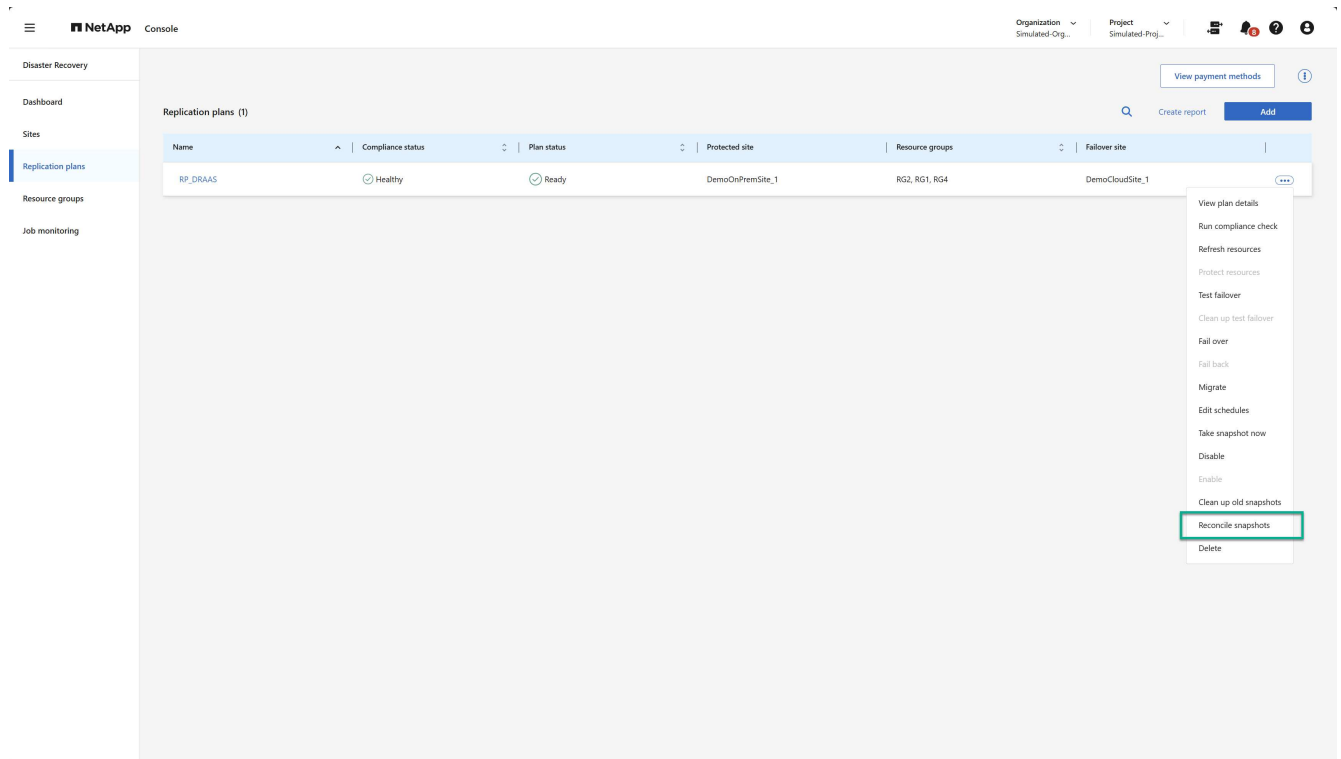 NetApp Console
Organization
Simulated-Org...
Project
Simulated-Proj...
8
Disaster Recovery
Dashboard
Sites
Replication plans
Resource groups
Job monitoring
View payment methods
Replication plans (1)
Create report
Add
Name Compliance status Plan status Protected site Resource groups Failover site
RP_DRAAS Healthy Ready DemoOnPremSite_1 RG2, RG1, RG4 DemoCloudSite_1
View plan details
Run compliance check
Refresh resources
Protect resources
Test failover
Clean up test failover
Fail over
Fail back
Migrate
Edit schedules
Take snapshot now
Disable
Enable
Clean up old snapshots
Reconcile snapshots
Delete